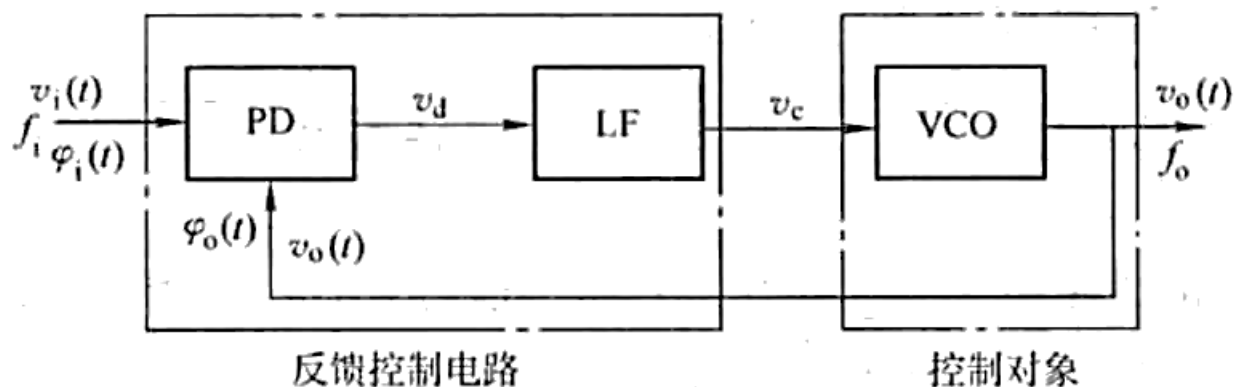 v_i(t)
f_i
φ_i(t)
PD
v_d
LF
v_c
VCO
v_o(t)
f_o
φ_o(t)
v_o(t)
反馈控制电路
控制对象